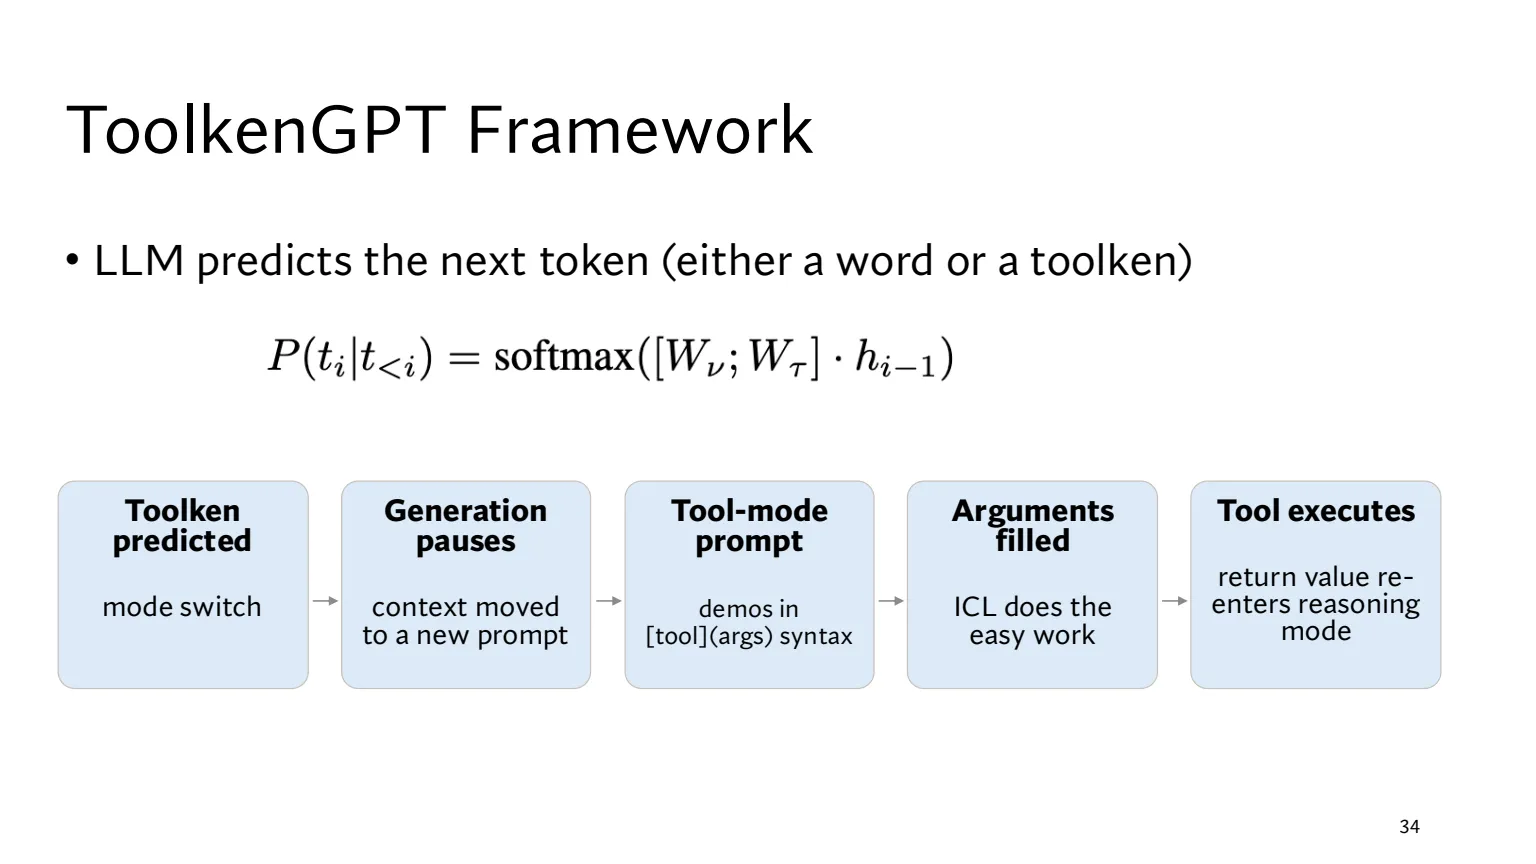 ToolkenGPT Framework
• LLM predicts the next token (either a word or a toolken)
P(t_i|t_{<i}) = softmax([W_ν; W_τ] · h_{i−1})
Toolken
predicted
mode switch
Generation
pauses
context moved
to a new prompt
Tool-mode
prompt
demos in
[tool](args) syntax
Arguments
filled
ICL does the
easy work
Tool executes
return value re-
enters reasoning
mode
34